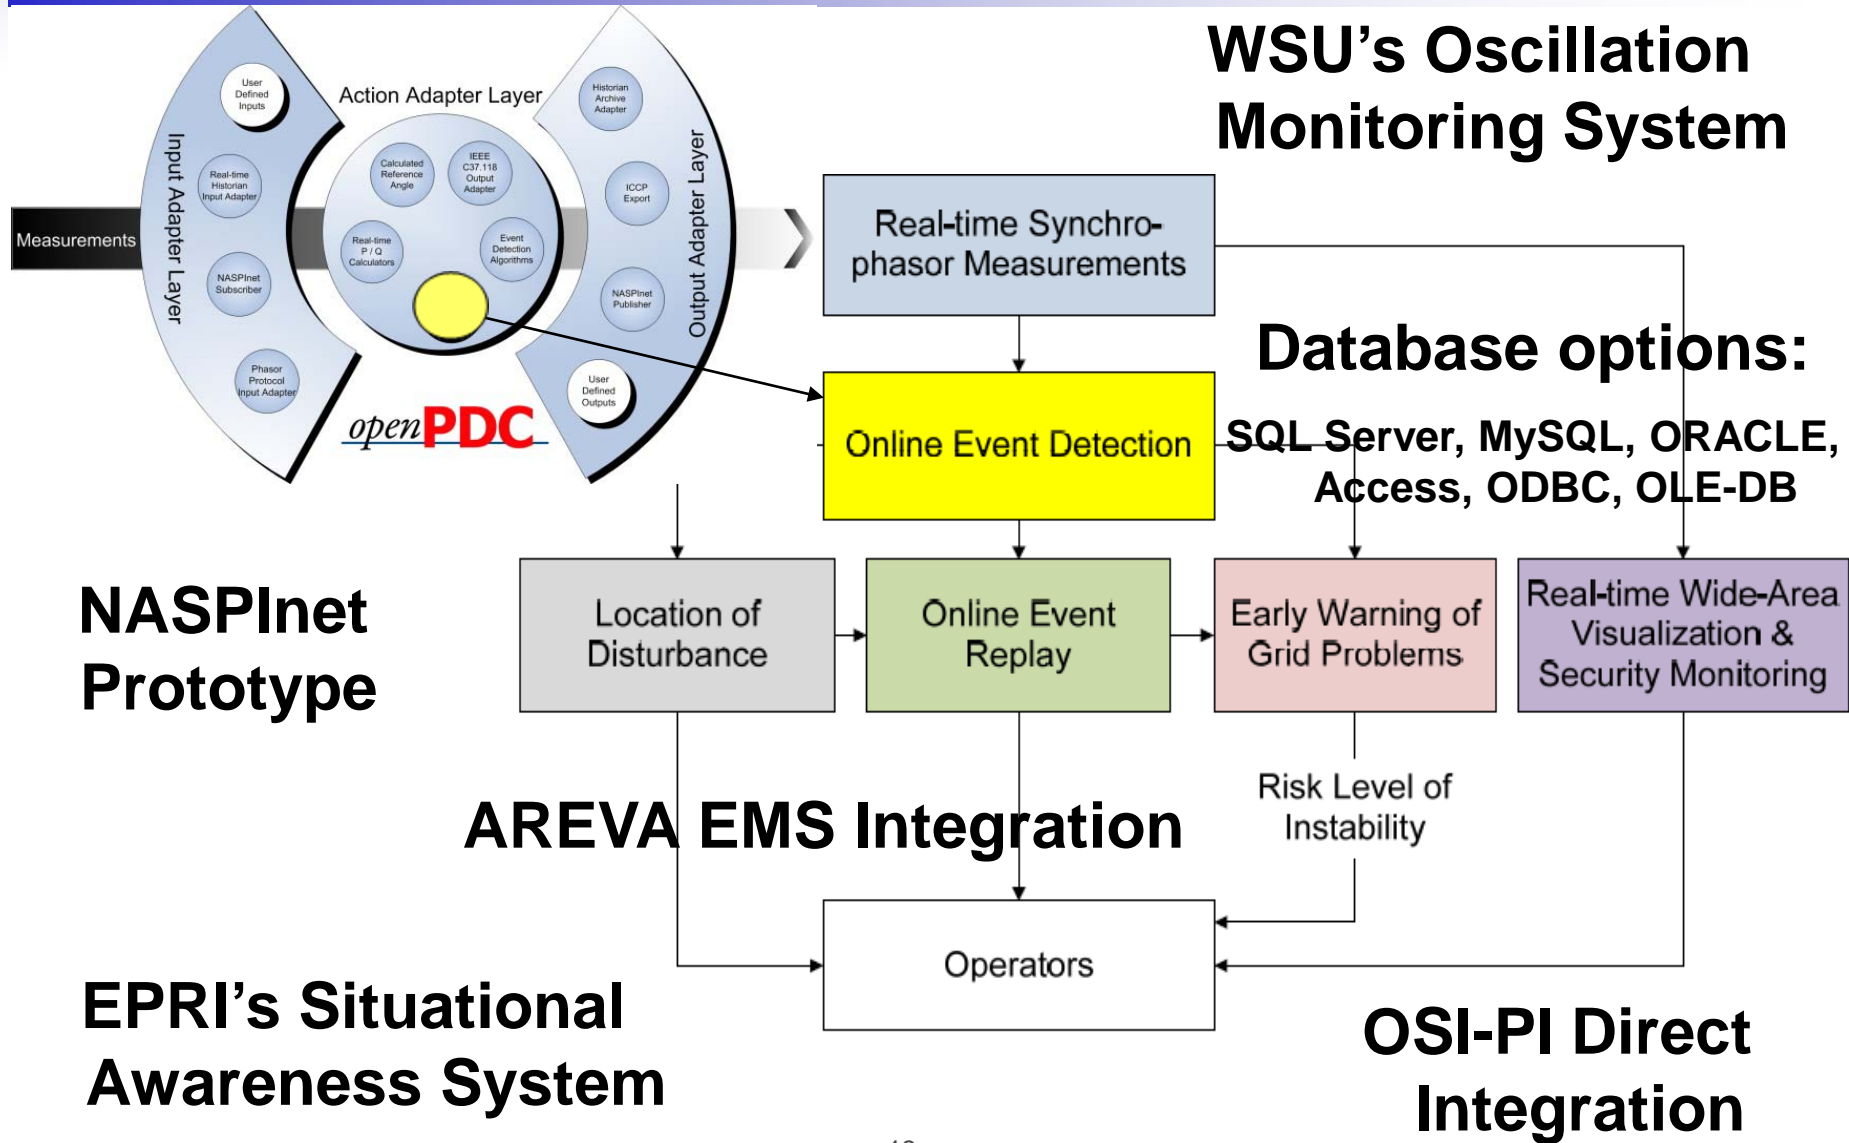 WSU’s Oscillation
Monitoring System
User
Defined
Inputs
Real-time
Historian
Input Adapter
NASPInet
Subscriber
Phasor
Protocol
Input Adapter
Input Adapter Layer
Measurements
Action Adapter Layer
Calculated
Reference
Angle
IEEE
C37.118
Output
Adapter
Real-time
P / Q
Calculators
Event
Detection
Algorithms
Historian
Archive
Adapter
ICCP
Export
NASPInet
Publisher
User
Defined
Outputs
Output Adapter Layer
openPDC
Real-time Synchro-
phasor Measurements
Database options:
SQL Server, MySQL, ORACLE,
Access, ODBC, OLE-DB
Online Event Detection
NASPInet
Prototype
Location of
Disturbance
Online Event
Replay
Early Warning of
Grid Problems
Real-time Wide-Area
Visualization &
Security Monitoring
AREVA EMS Integration
Risk Level of
Instability
Operators
EPRI’s Situational
Awareness System
OSI-PI Direct
Integration